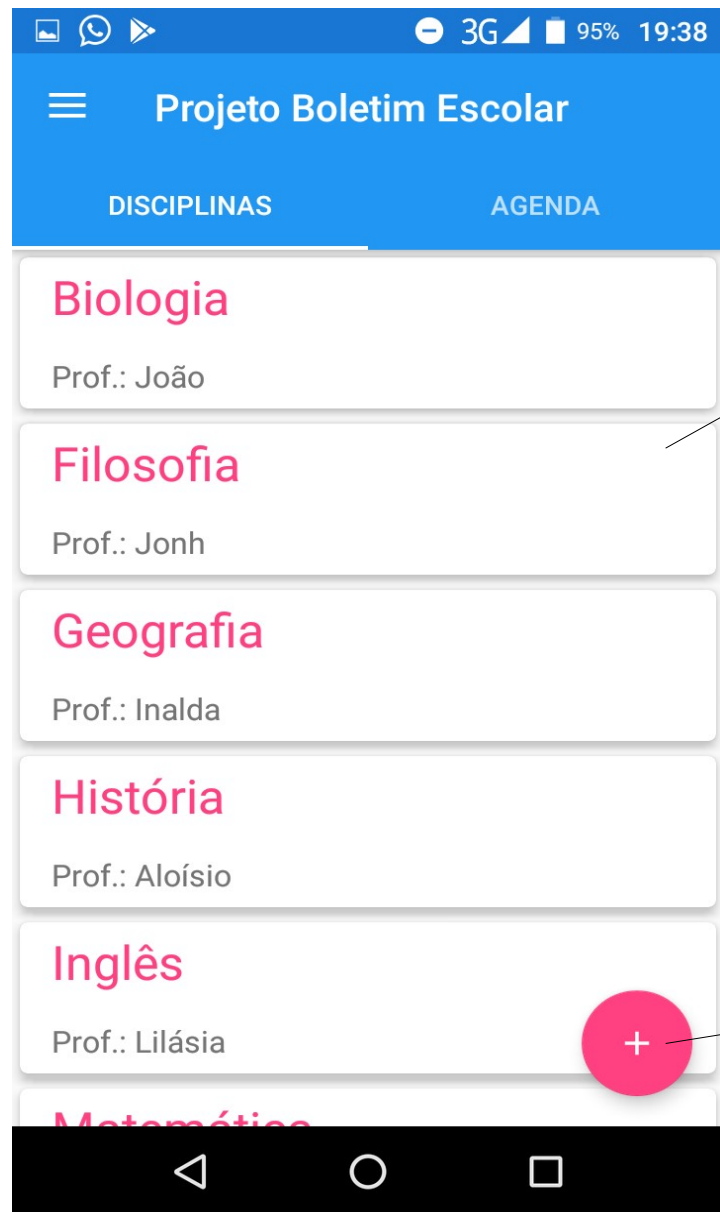 3G 95% 19:38
Projeto Boletim Escolar
DISCIPLINAS AGENDA
Biologia
Prof.: João
Filosofia
Prof.: Jonh
Geografia
Prof.: Inalda
História
Prof.: Aloísio
Inglês
Prof.: Lilásia
+